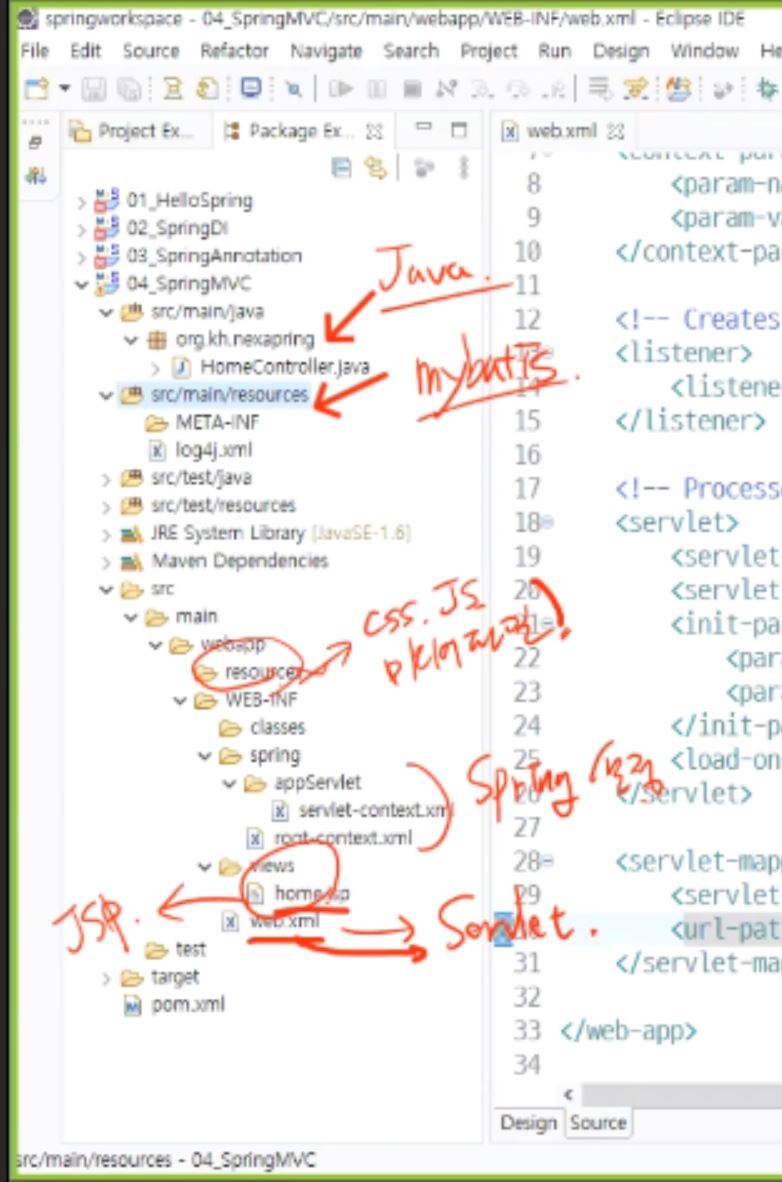 springworkspace - 04_SpringMVC/src/main/webapp/WEB-INF/web.xml - Eclipse IDE
File Edit Source Refactor Navigate Search Project Run Design Window He
Project Ex... Package Ex... web.xml
01_HelloSpring
02_SpringDI
03_SpringAnnotation
04_SpringMVC
src/main/java
org.kh.nexapring
HomeController.java
src/main/resources
META-INF
log4j.xml
src/test/java
src/test/resources
JRE System Library [JavaSE-1.6]
Maven Dependencies
src
main
webapp
resources
WEB-INF
classes
spring
appServlet
servlet-context.xml
root-context.xml
views
home.jsp
web.xml
test
target
pom.xml
Java.
mybatis.
css. JS
Spring 설정
JSP.
Servlet.
8 <param-na
9 <param-va
10 </context-pa
11
12 <!-- Creates
<listener>
14 <listene
15 </listener>
16
17 <!-- Process
18 <servlet>
19 <servlet
20 <servlet
21 <init-pa
22 <para
23 <para
24 </init-p
25 <load-on
26 </servlet>
27
28 <servlet-map
29 <servlet
<url-pat
31 </servlet-ma
32
33 </web-app>
34
Design Source
src/main/resources - 04_SpringMVC